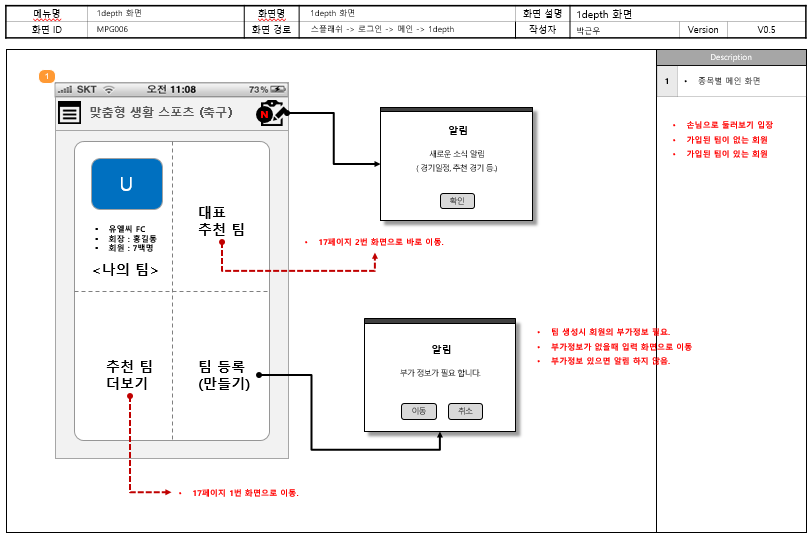 메뉴명 1depth 화면 화면명 1depth 화면 화면 설명 1depth 화면
화면 ID MPG006 화면 경로 스플래쉬 -> 로그인 -> 메인 -> 1depth 작성자 박근우 Version V0.5
Description
1 • 종목별 메인 화면
• 손님으로 둘러보기 입장
• 가입된 팀이 없는 회원
• 가입된 팀이 있는 회원
1
SKT 오전 11:08 73%
맞춤형 생활 스포츠 (축구)
N
U
• 유엘씨 FC
• 회장 : 홍길동
• 회원 : 7백명
<나의 팀>
대표
추천 팀
추천 팀
더보기
팀 등록
(만들기)
알림
새로운 소식 알림
( 경기일정, 추천 경기 등.)
확인
• 17페이지 2번 화면으로 바로 이동.
알림
부가 정보가 필요 합니다.
이동 취소
• 팀 생성시 회원의 부가정보 필요.
• 부가정보가 없을때 입력 화면으로 이동
• 부가정보 있으면 알림 하지 않음.
• 17페이지 1번 화면으로 이동.